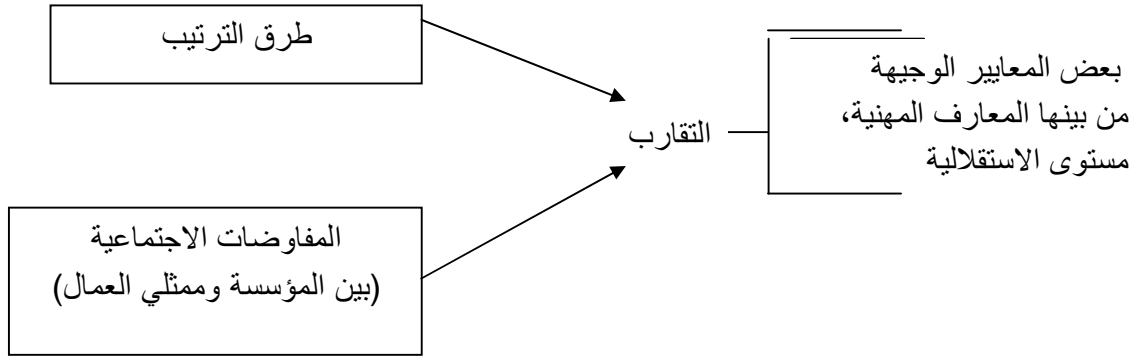 طرق الترتيب
بعض المعايير الوجيهة
من بينها المعارف المهنية،
مستوى الاستقلالية
التقارب
المفاوضات الاجتماعية
(بين المؤسسة وممثلي العمال)